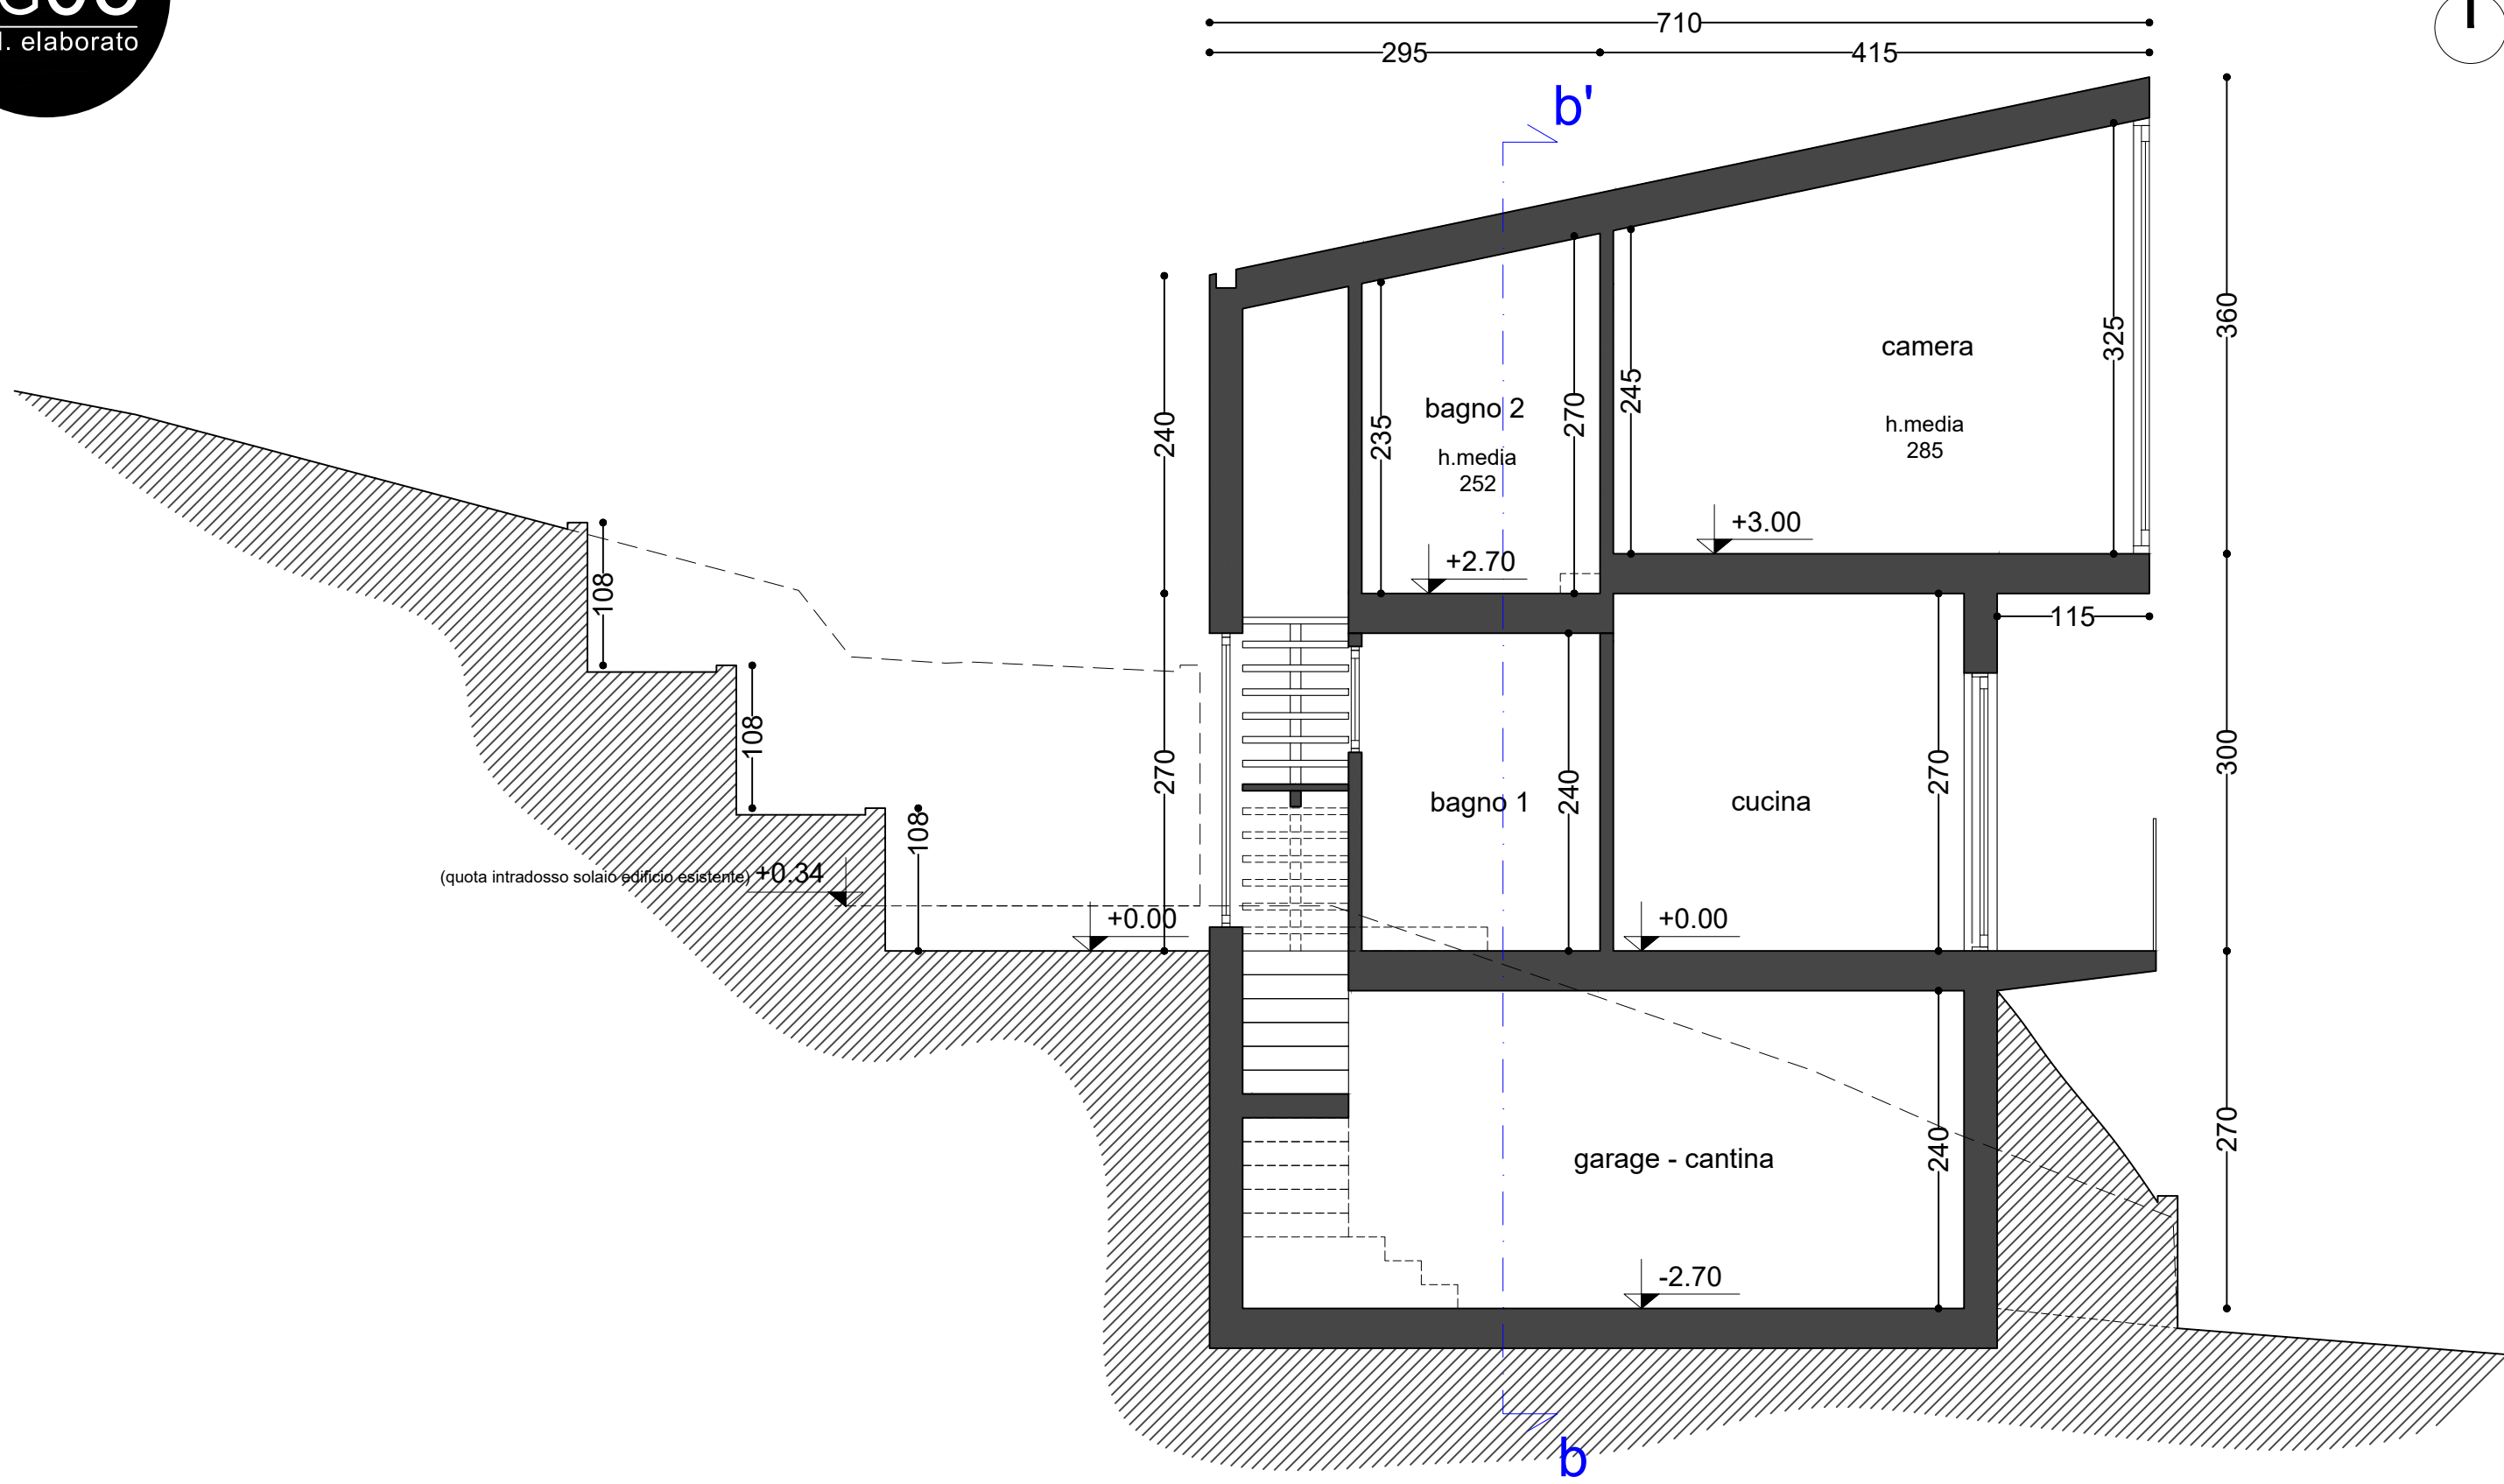 l. elaborato
710
295
415
b'
360
325
camera
245
270
bagno 2
235
240
h.media
285
h.media
252
+3.00
+2.70
108
115
108
270
300
270
240
bagno 1
cucina
108
(quota intradosso solaio edificio esistente) +0.34
+0.00
+0.00
270
240
garage - cantina
-2.70
b